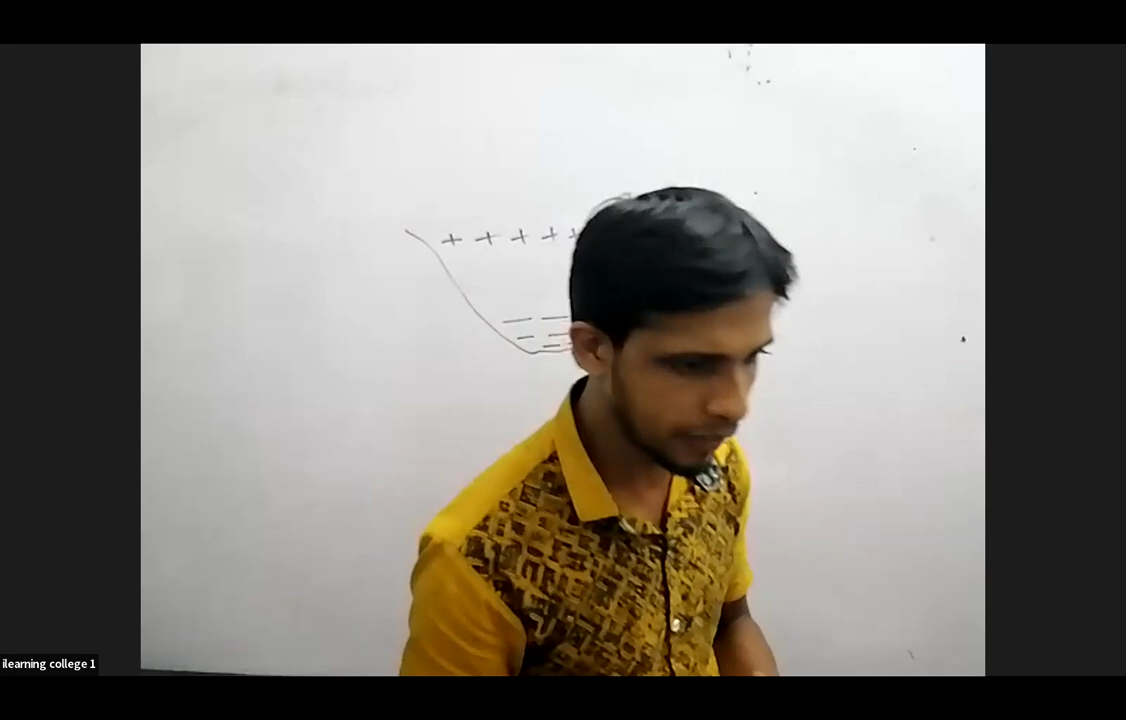 + + + + +
ilearning college 1